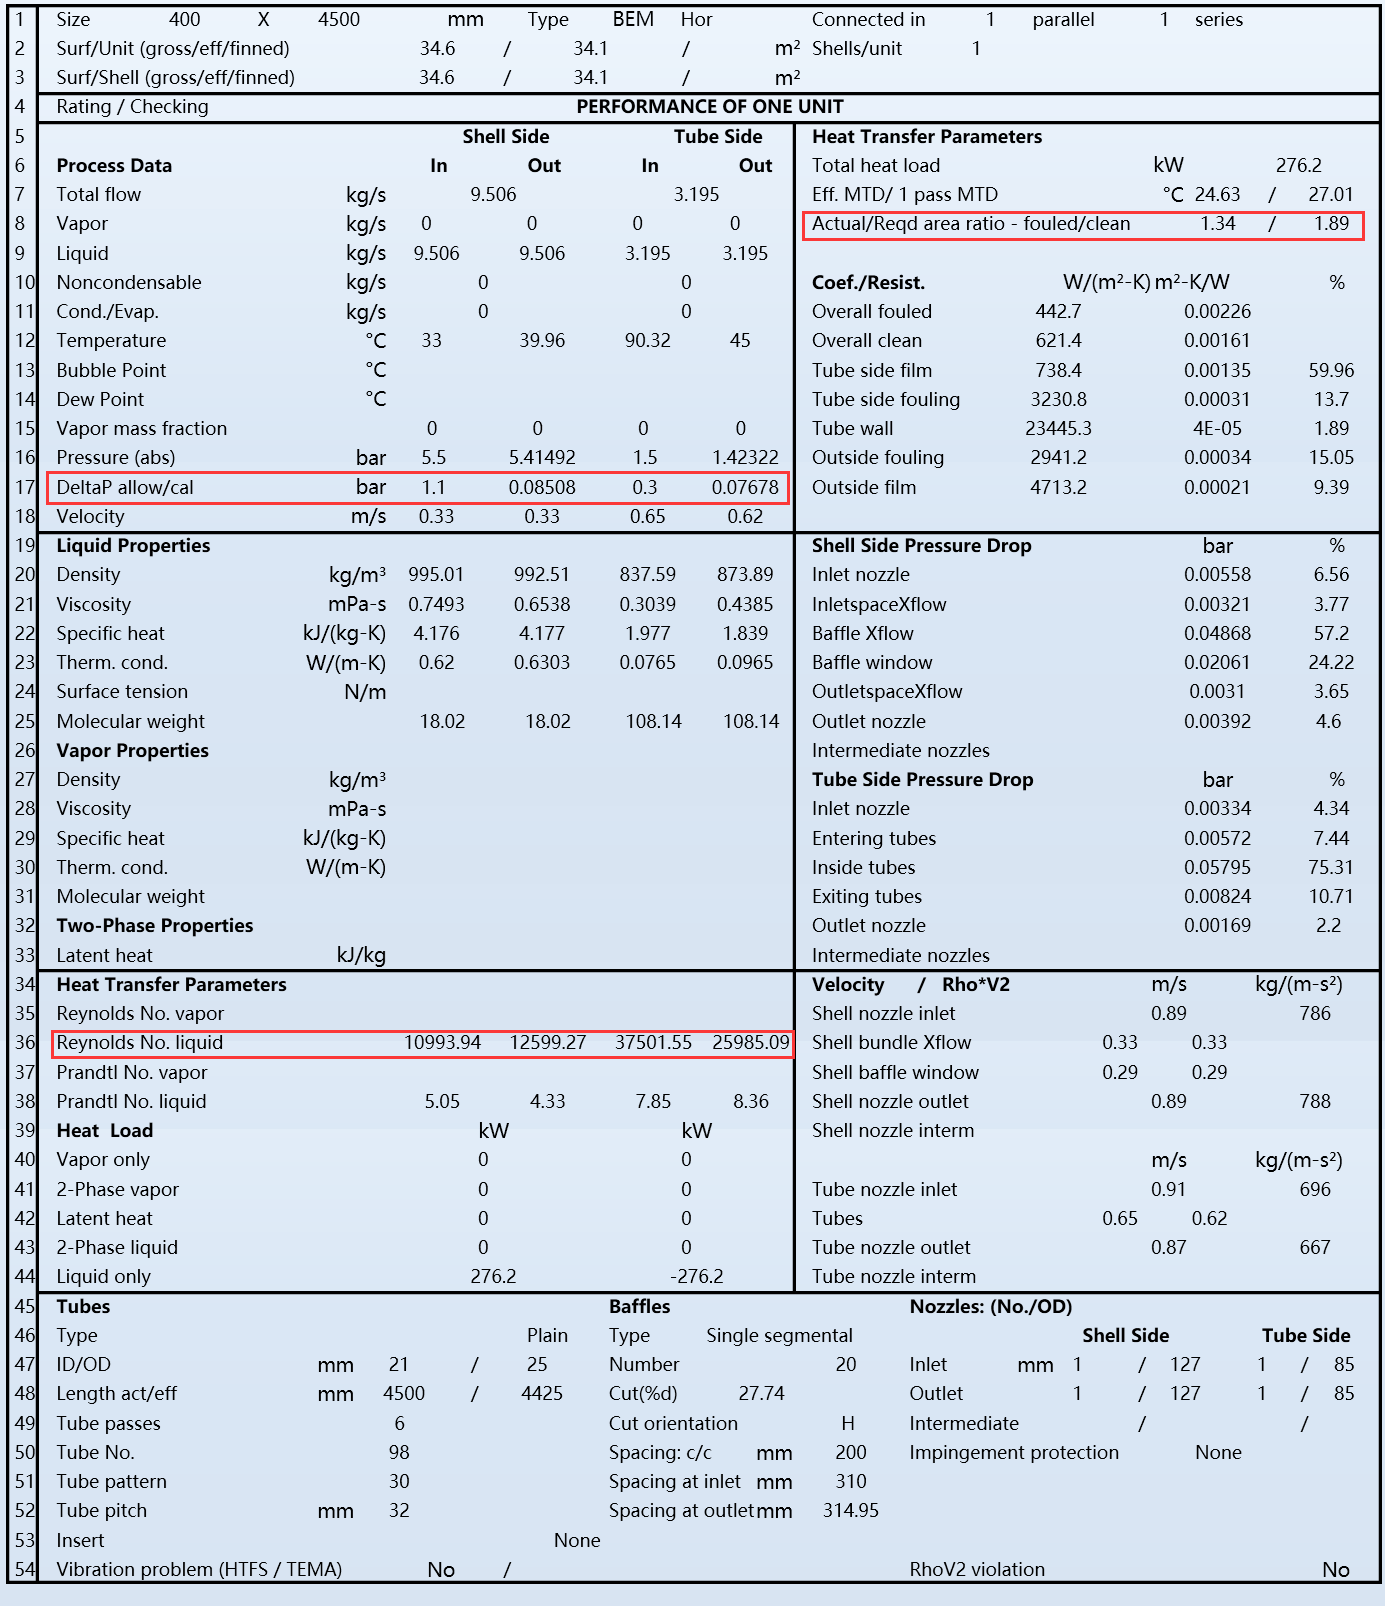 1 Size 400 X 4500 mm Type BEM Hor Connected in 1 parallel 1 series
2 Surf/Unit (gross/eff/finned) 34.6 / 34.1 / m² Shells/unit 1
3 Surf/Shell (gross/eff/finned) 34.6 / 34.1 / m²
4 Rating / Checking PERFORMANCE OF ONE UNIT
5 Shell Side Tube Side Heat Transfer Parameters
6 Process Data In Out In Out Total heat load kW 276.2
7 Total flow kg/s 9.506 3.195 Eff. MTD/ 1 pass MTD °C 24.63 / 27.01
8 Vapor kg/s 0 0 0 0 Actual/Reqd area ratio - fouled/clean 1.34 / 1.89
9 Liquid kg/s 9.506 9.506 3.195 3.195
10 Noncondensable kg/s 0 0 Coef./Resist. W/(m²-K) m²-K/W %
11 Cond./Evap. kg/s 0 0 Overall fouled 442.7 0.00226
12 Temperature °C 33 39.96 90.32 45 Overall clean 621.4 0.00161
13 Bubble Point °C Tube side film 738.4 0.00135 59.96
14 Dew Point °C Tube side fouling 3230.8 0.00031 13.7
15 Vapor mass fraction 0 0 0 0 Tube wall 23445.3 4E-05 1.89
16 Pressure (abs) bar 5.5 5.41492 1.5 1.42322 Outside fouling 2941.2 0.00034 15.05
17 DeltaP allow/cal bar 1.1 0.08508 0.3 0.07678 Outside film 4713.2 0.00021 9.39
18 Velocity m/s 0.33 0.33 0.65 0.62
19 Liquid Properties Shell Side Pressure Drop bar %
20 Density kg/m³ 995.01 992.51 837.59 873.89 Inlet nozzle 0.00558 6.56
21 Viscosity mPa-s 0.7493 0.6538 0.3039 0.4385 InletspaceXflow 0.00321 3.77
22 Specific heat kJ/(kg-K) 4.176 4.177 1.977 1.839 Baffle Xflow 0.04868 57.2
23 Therm. cond. W/(m-K) 0.62 0.6303 0.0765 0.0965 Baffle window 0.02061 24.22
24 Surface tension N/m OutletspaceXflow 0.0031 3.65
25 Molecular weight 18.02 18.02 108.14 108.14 Outlet nozzle 0.00392 4.6
26 Vapor Properties Intermediate nozzles
27 Density kg/m³ Tube Side Pressure Drop bar %
28 Viscosity mPa-s Inlet nozzle 0.00334 4.34
29 Specific heat kJ/(kg-K) Entering tubes 0.00572 7.44
30 Therm. cond. W/(m-K) Inside tubes 0.05795 75.31
31 Molecular weight Exiting tubes 0.00824 10.71
32 Two-Phase Properties Outlet nozzle 0.00169 2.2
33 Latent heat kJ/kg Intermediate nozzles
34 Heat Transfer Parameters Velocity / Rho*V2 m/s kg/(m-s²)
35 Reynolds No. vapor Shell nozzle inlet 0.89 786
36 Reynolds No. liquid 10993.94 12599.27 37501.55 25985.09 Shell bundle Xflow 0.33 0.33
37 Prandtl No. vapor Shell baffle window 0.29 0.29
38 Prandtl No. liquid 5.05 4.33 7.85 8.36 Shell nozzle outlet 0.89 788
39 Heat Load kW kW Shell nozzle interm
40 Vapor only 0 0 m/s kg/(m-s²)
41 2-Phase vapor 0 0 Tube nozzle inlet 0.91 696
42 Latent heat 0 0 Tubes 0.65 0.62
43 2-Phase liquid 0 0 Tube nozzle outlet 0.87 667
44 Liquid only 276.2 -276.2 Tube nozzle interm
45 Tubes Baffles Nozzles: (No./OD)
46 Type Plain Type Single segmental Shell Side Tube Side
47 ID/OD mm 21 / 25 Number 20 Inlet mm 1 / 127 1 / 85
48 Length act/eff mm 4500 / 4425 Cut(%d) 27.74 Outlet 1 / 127 1 / 85
49 Tube passes 6 Cut orientation H Intermediate / /
50 Tube No. 98 Spacing: c/c mm 200 Impingement protection None
51 Tube pattern 30 Spacing at inlet mm 310
52 Tube pitch mm 32 Spacing at outlet mm 314.95
53 Insert None
54 Vibration problem (HTFS / TEMA) No / RhoV2 violation No